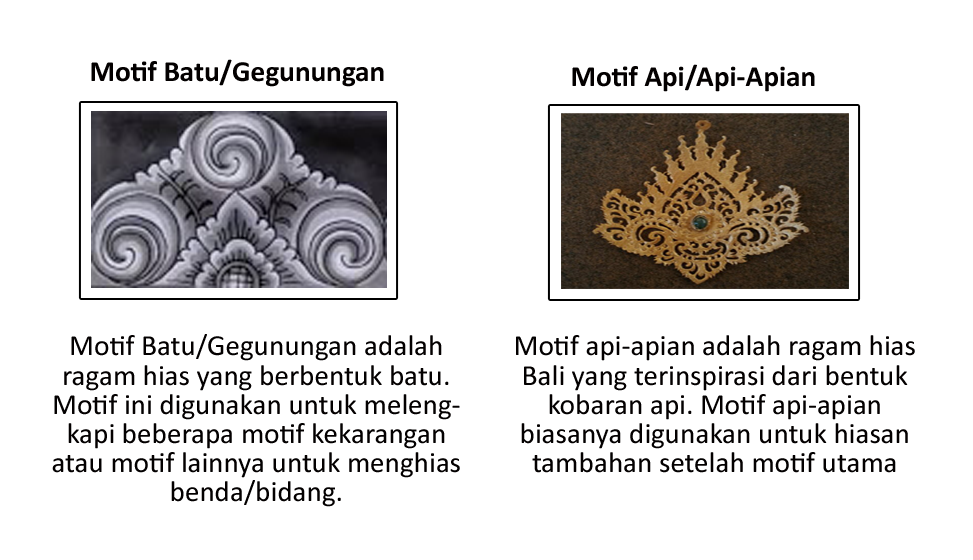 Motif Batu/Gegunungan
Motif Batu/Gegunungan adalah
ragam hias yang berbentuk batu.
Motif ini digunakan untuk meleng-
kapi beberapa motif kekarangan
atau motif lainnya untuk menghias
benda/bidang.
Motif Api/Api-Apian
Motif api-apian adalah ragam hias
Bali yang terinspirasi dari bentuk
kobaran api. Motif api-apian
biasanya digunakan untuk hiasan
tambahan setelah motif utama